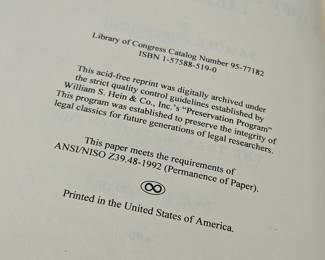 Library of Congress Catalog Number 95-77182
ISBN 1-57588-519-0
This acid-free reprint was digitally archived under
the strict quality control guidelines established by
William S. Hein & Co., Inc.'s "Preservation Program"
This program was established to preserve the integrity of
legal classics for future generations of legal researchers.
This paper meets the requirements of
ANSI/NISO Z39.48-1992 (Permanence of Paper).
Printed in the United States of America.